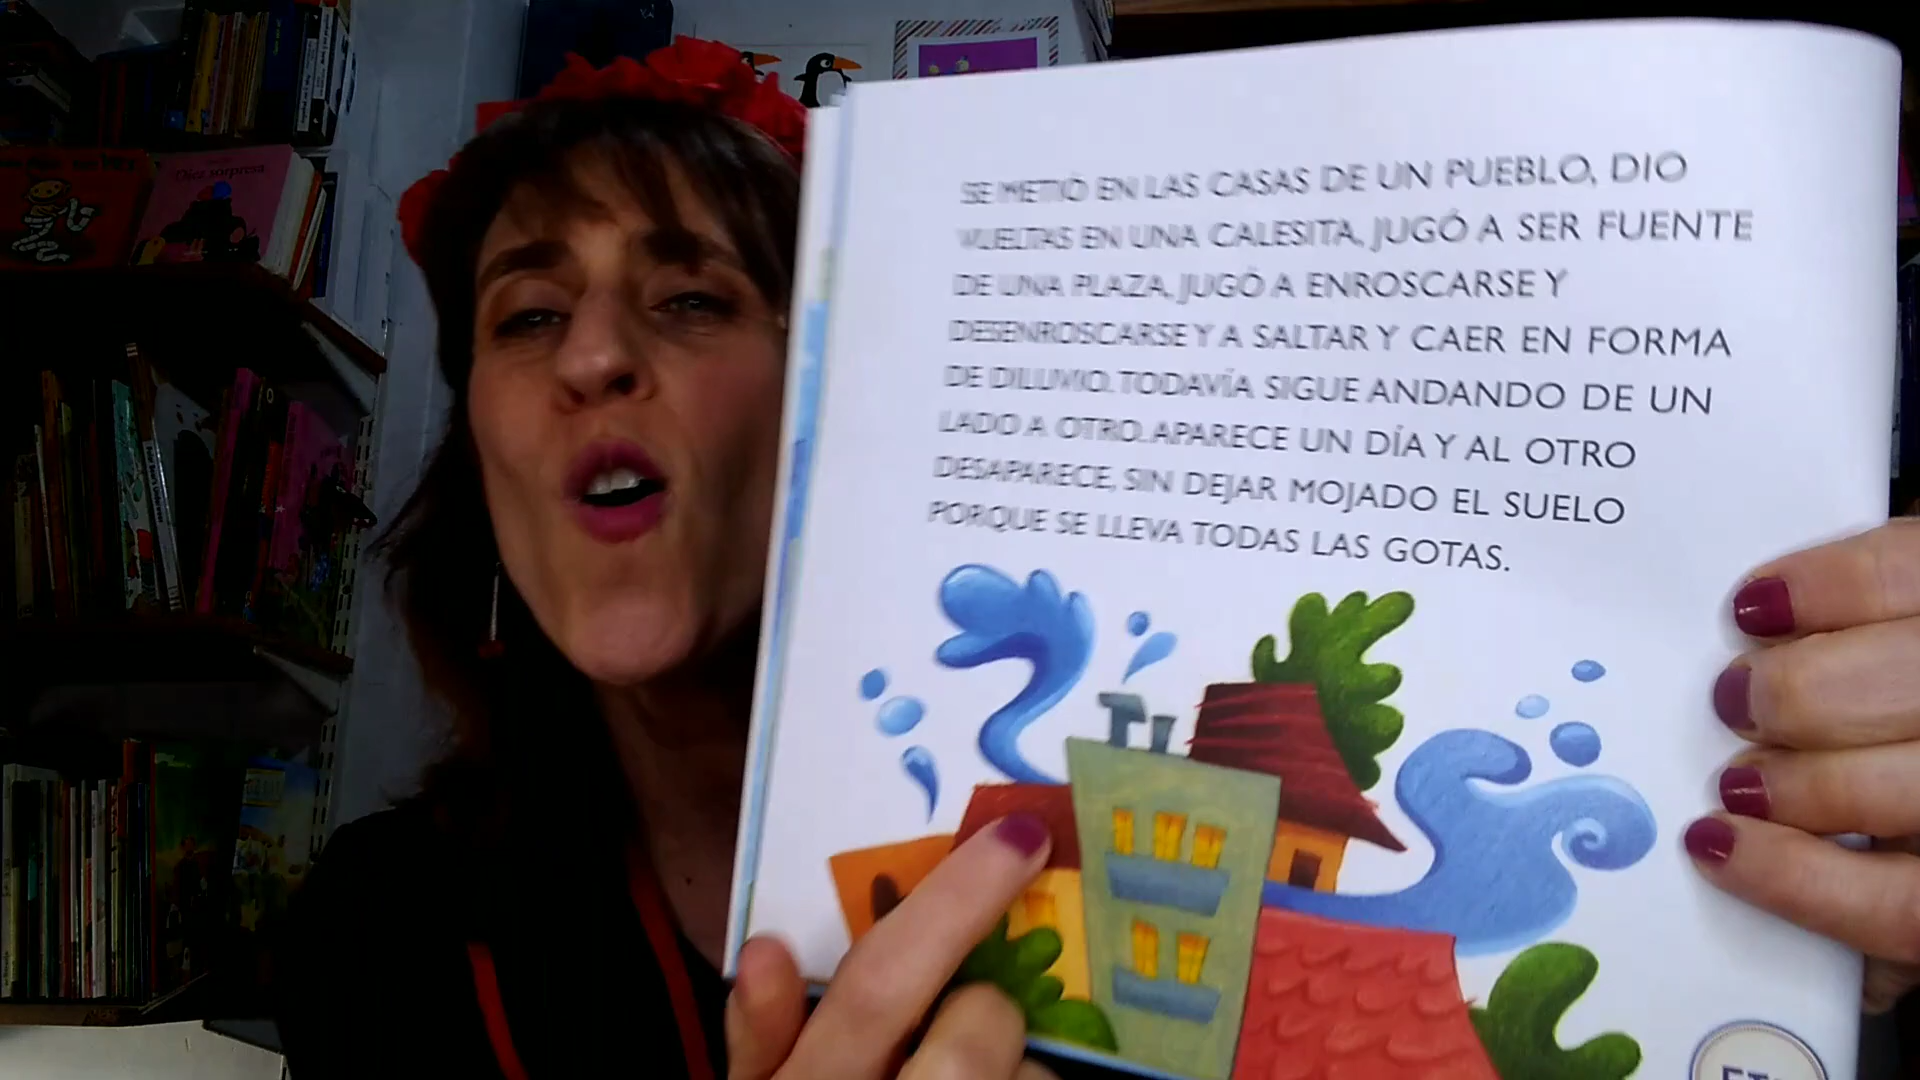 Diez sorpresa
SE METIÓ EN LAS CASAS DE UN PUEBLO, DIO
VUELTAS EN UNA CALESITA, JUGÓ A SER FUENTE
DE UNA PLAZA, JUGÓ A ENROSCARSE Y
DESENROSCARSE Y A SALTAR Y CAER EN FORMA
DE DILUVIO. TODAVÍA SIGUE ANDANDO DE UN
LADO A OTRO. APARECE UN DÍA Y AL OTRO
DESAPARECE, SIN DEJAR MOJADO EL SUELO
PORQUE SE LLEVA TODAS LAS GOTAS.